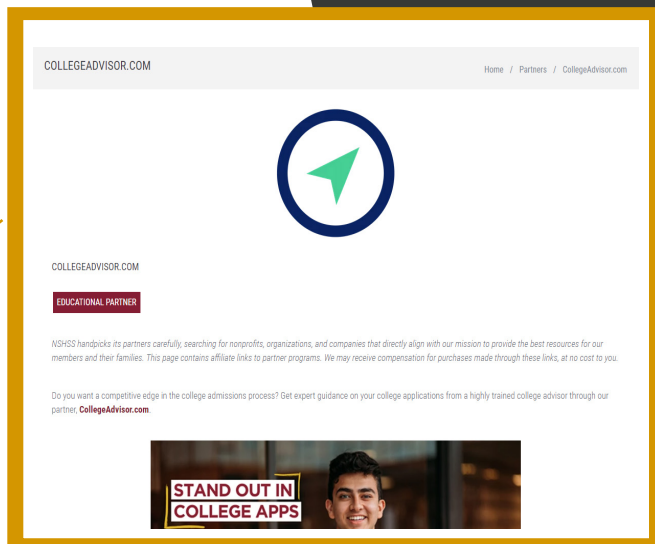 COLLEGEADVISOR.COM
Home / Partners / CollegeAdvisor.com
COLLEGEADVISOR.COM
EDUCATIONAL PARTNER
NSHSS handpicks its partners carefully, searching for nonprofits, organizations, and companies that directly align with our mission to provide the best resources for our
members and their families. This page contains affiliate links to partner programs. We may receive compensation for purchases made through these links, at no cost to you.
Do you want a competitive edge in the college admissions process? Get expert guidance on your college applications from a highly trained college advisor through our
partner, CollegeAdvisor.com.
STAND OUT IN
COLLEGE APPS